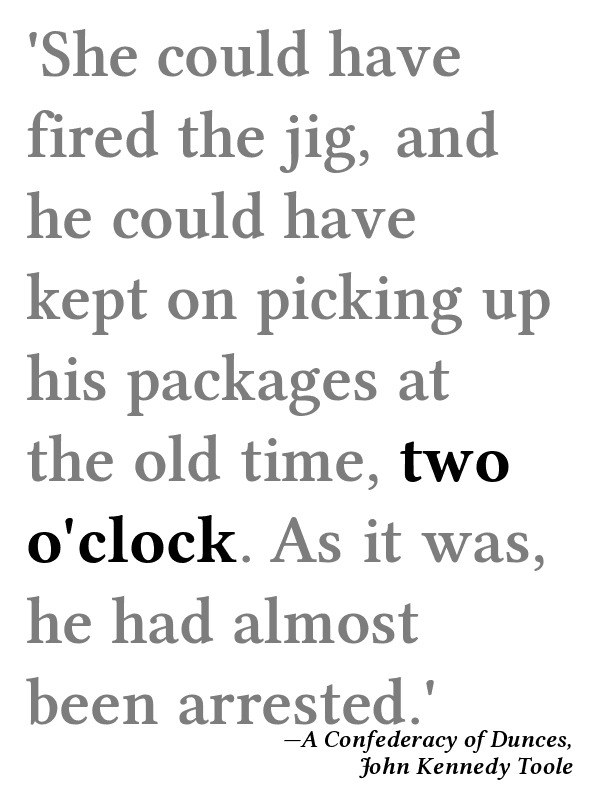 'She could have
fired the jig, and
he could have
kept on picking up
his packages at
the old time, two
o'clock. As it was,
he had almost
been arrested.'
—A Confederacy of Dunces,
John Kennedy Toole